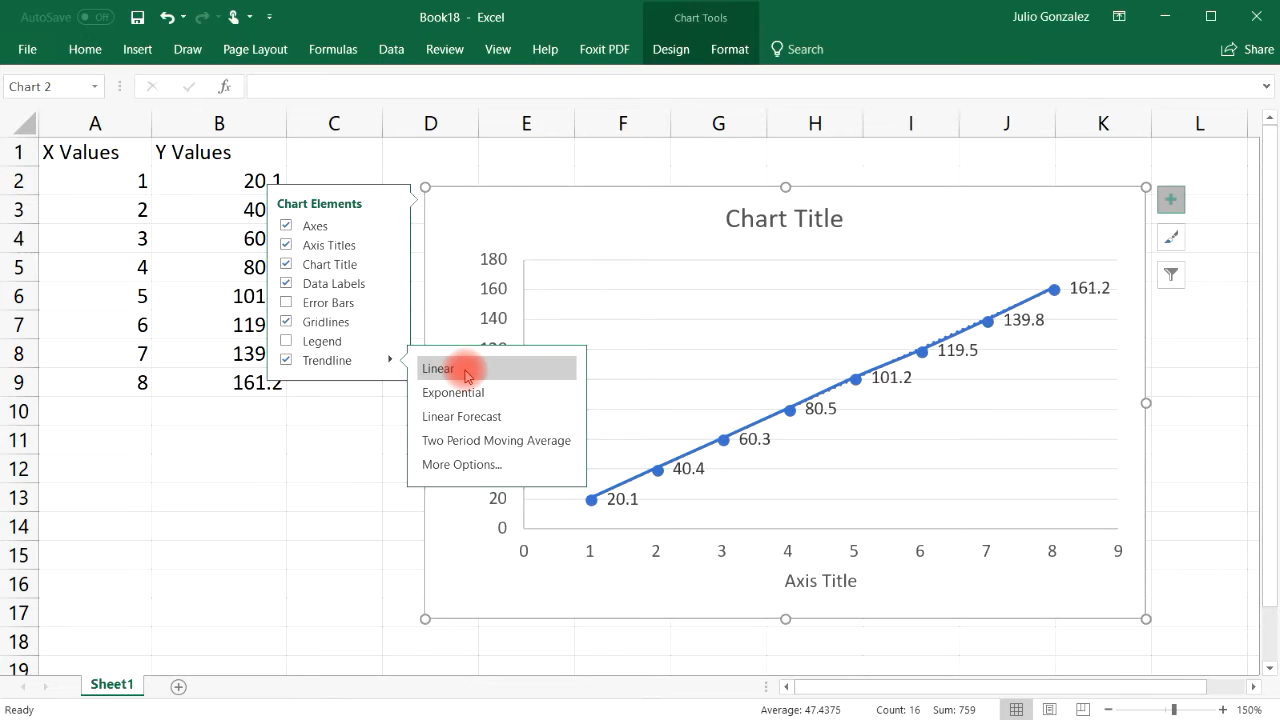 AutoSave Off
Book18 - Excel
Chart Tools
Julio Gonzalez
File Home Insert Draw Page Layout Formulas Data Review View Help Foxit PDF Design Format Search Share
Chart 2
fx
A B C D E F G H I J K L
1 X Values Y Values
2 1 20.1
3 2 40
4 3 60
5 4 80
6 5 101
7 6 119
8 7 139
9 8 161.2
10
11
12
13
14
15
16
17
18
19
Chart Elements
Axes
Axis Titles
Chart Title
Data Labels
Error Bars
Gridlines
Legend
Trendline
Linear
Exponential
Linear Forecast
Two Period Moving Average
More Options...
Chart Title
180
160
140
20
0
161.2
139.8
119.5
101.2
80.5
60.3
40.4
20.1
0 1 2 3 4 5 6 7 8 9
Axis Title
Sheet1
Ready
Average: 47.4375 Count: 16 Sum: 759
150%